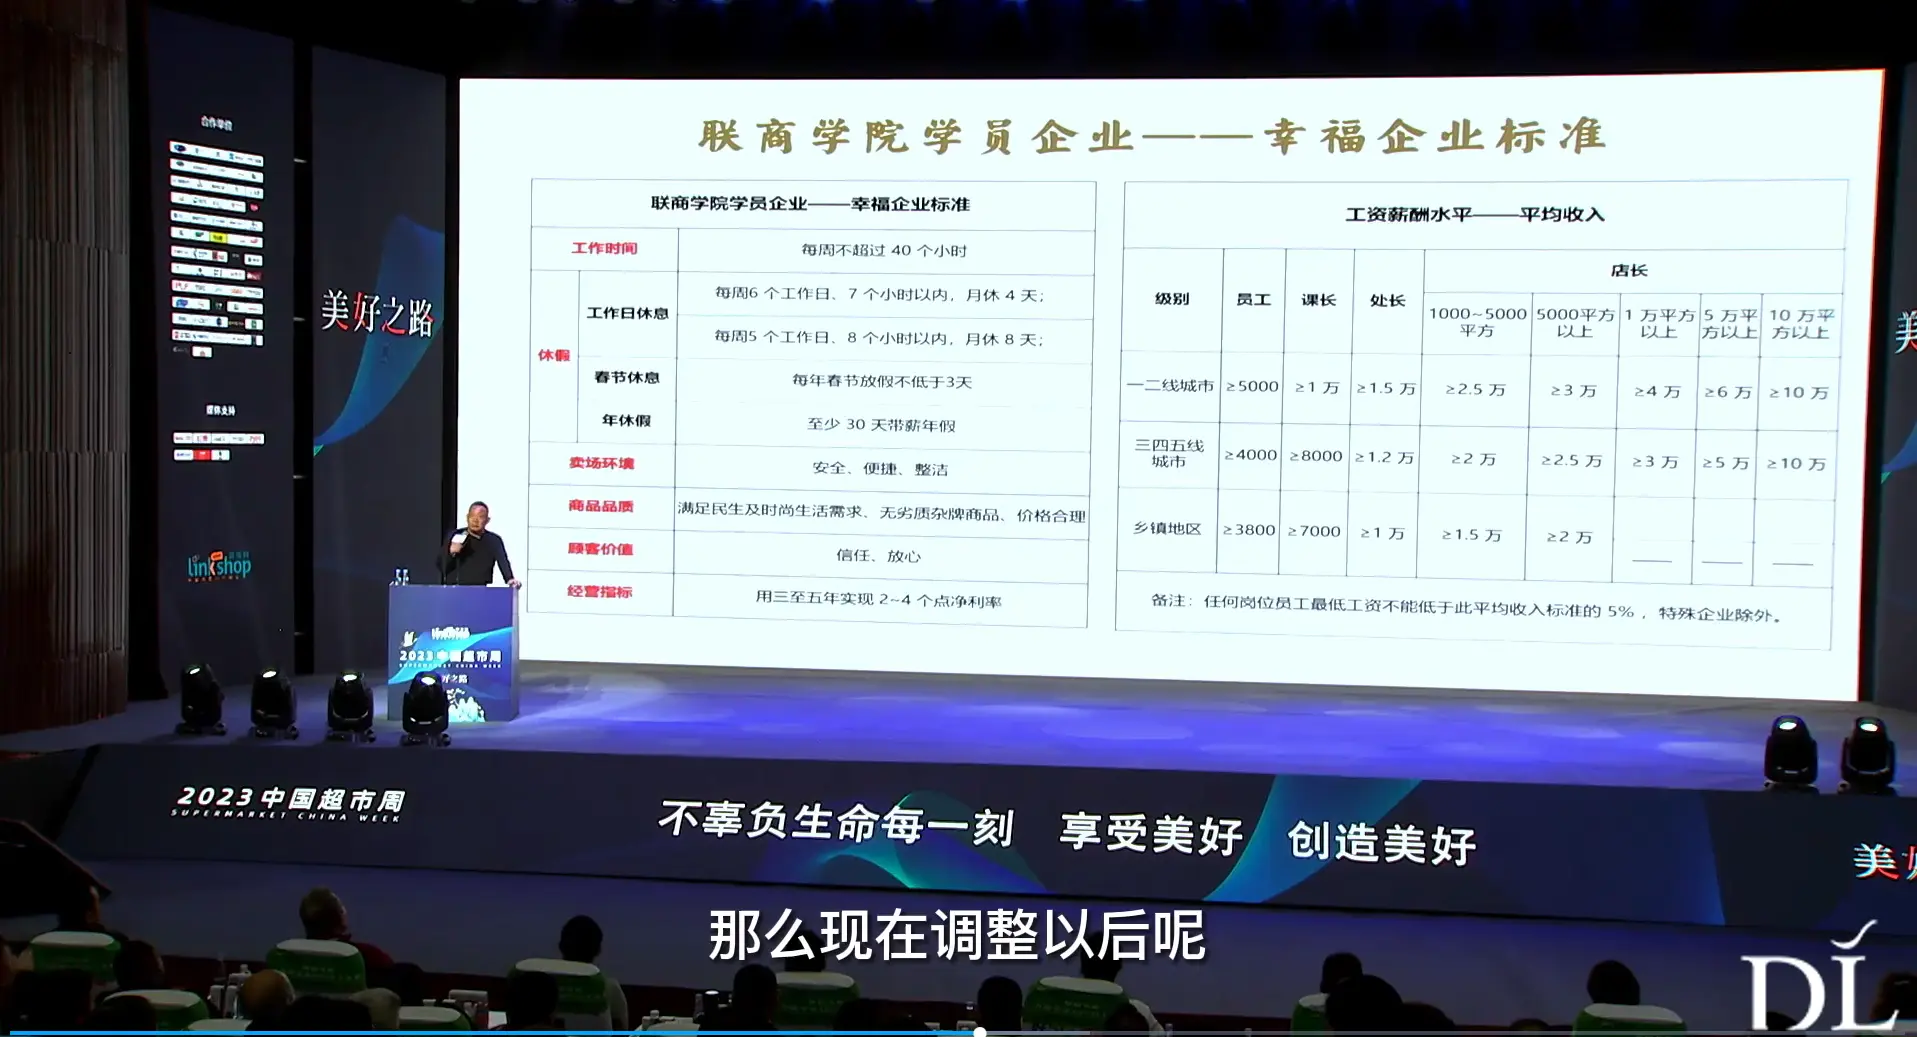 合作单位
媒体支持
美好之路
linkshop
联商学院学员企业——幸福企业标准
联商学院学员企业——幸福企业标准
工作时间
每周不超过 40 个小时
休假
工作日休息
每周6 个工作日、7 个小时以内，月休 4 天；
每周5 个工作日、8 个小时以内，月休 8 天；
春节休息
每年春节放假不低于3天
年休假
至少 30 天带薪年假
卖场环境
安全、便捷、整洁
商品品质
满足民生及时尚生活需求、无劣质杂牌商品、价格合理
顾客价值
信任、放心
经营指标
用三至五年实现 2~4 个点净利率
工资薪酬水平——平均收入
级别
员工
课长
处长
店长
1000~5000
平方
5000平方
以上
1 万平方
以上
5 万平
方以上
10 万平
方以上
一二线城市 ≥5000 ≥1 万 ≥1.5 万 ≥2.5 万 ≥3 万 ≥4 万 ≥6 万 ≥10 万
三四五线
城市
≥4000 ≥8000 ≥1.2 万 ≥2 万 ≥2.5 万 ≥3 万 ≥5 万 ≥10 万
乡镇地区 ≥3800 ≥7000 ≥1 万 ≥1.5 万 ≥2 万 —— —— ——
备注：任何岗位员工最低工资不能低于此平均收入标准的 5% ，特殊企业除外。
美
2023中国超市周
SUPERMARKET CHINA WEEK
2023中国超市周
SUPERMARKET CHINA WEEK
不辜负生命每一刻 享受美好 创造美好
美好
那么现在调整以后呢
DL